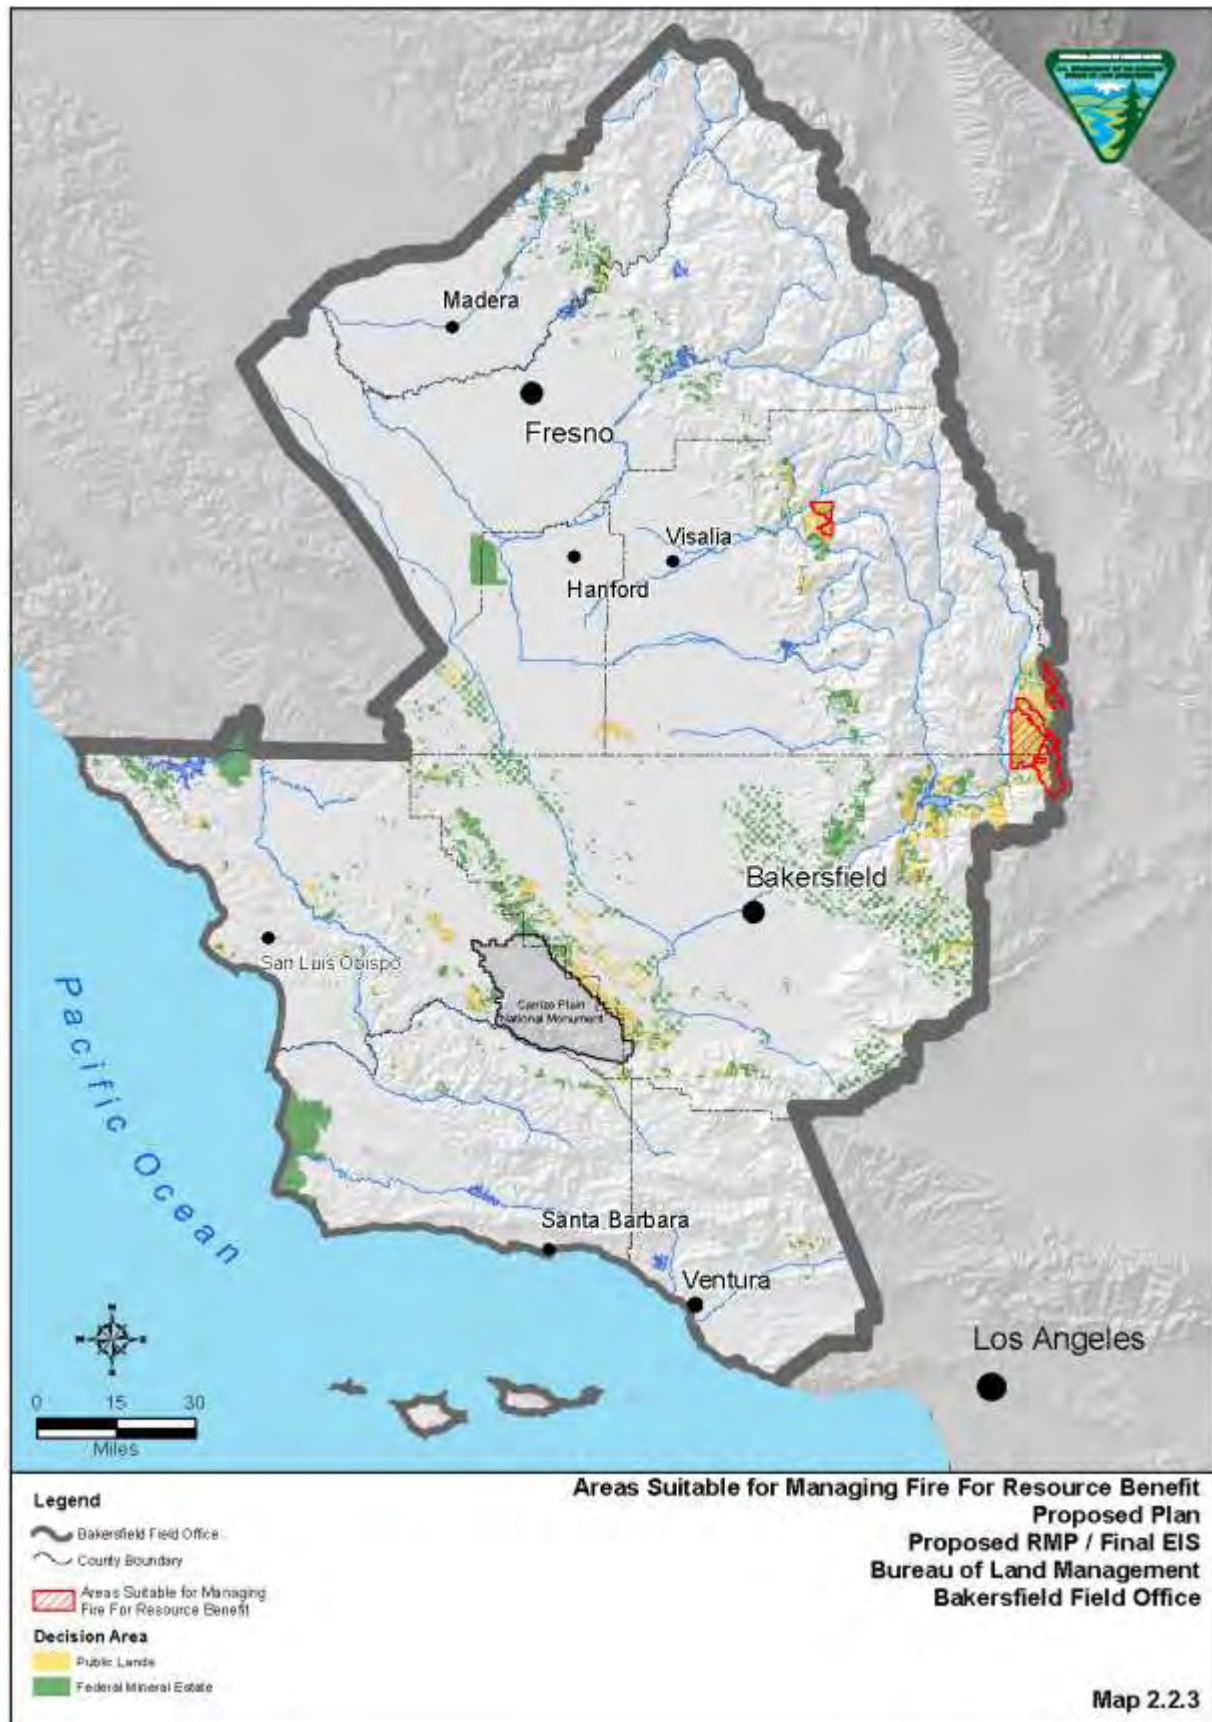 Madera
Fresno
Visalia
Hanford
Bakersfield
San Luis Obispo
Carrizo Plain
National Monument
Pacific Ocean
Santa Barbara
Ventura
Los Angeles
N
W
E
S
0 15 30
Miles
Legend
Bakersfield Field Office
County Boundary
Areas Suitable for Managing
Fire For Resource Benefit
Decision Area
Public Lands
Federal Mineral Estate
Areas Suitable for Managing Fire For Resource Benefit
Proposed Plan
Proposed RMP / Final EIS
Bureau of Land Management
Bakersfield Field Office
Map 2.2.3